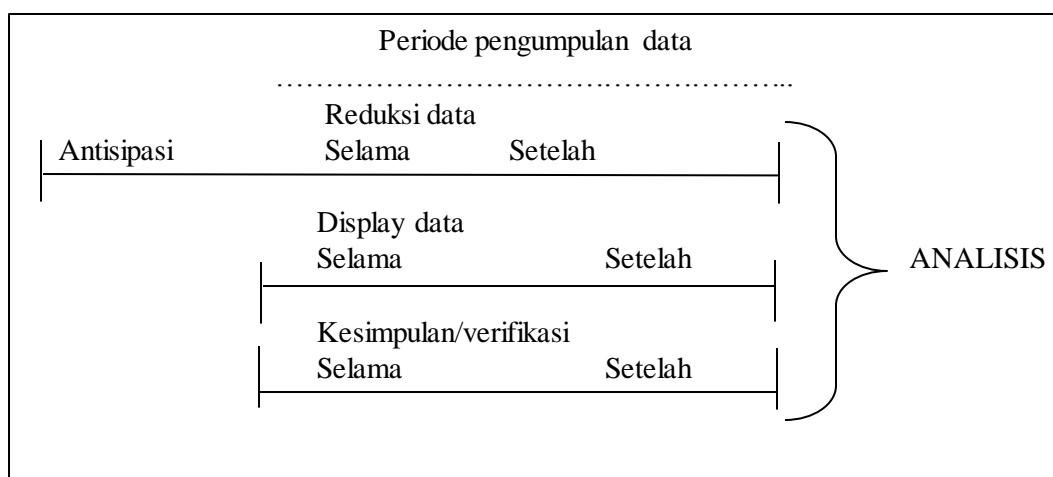 Periode pengumpulan data
Reduksi data
Antisipasi Selama Setelah
Display data
Selama Setelah
ANALISIS
Kesimpulan/verifikasi
Selama Setelah